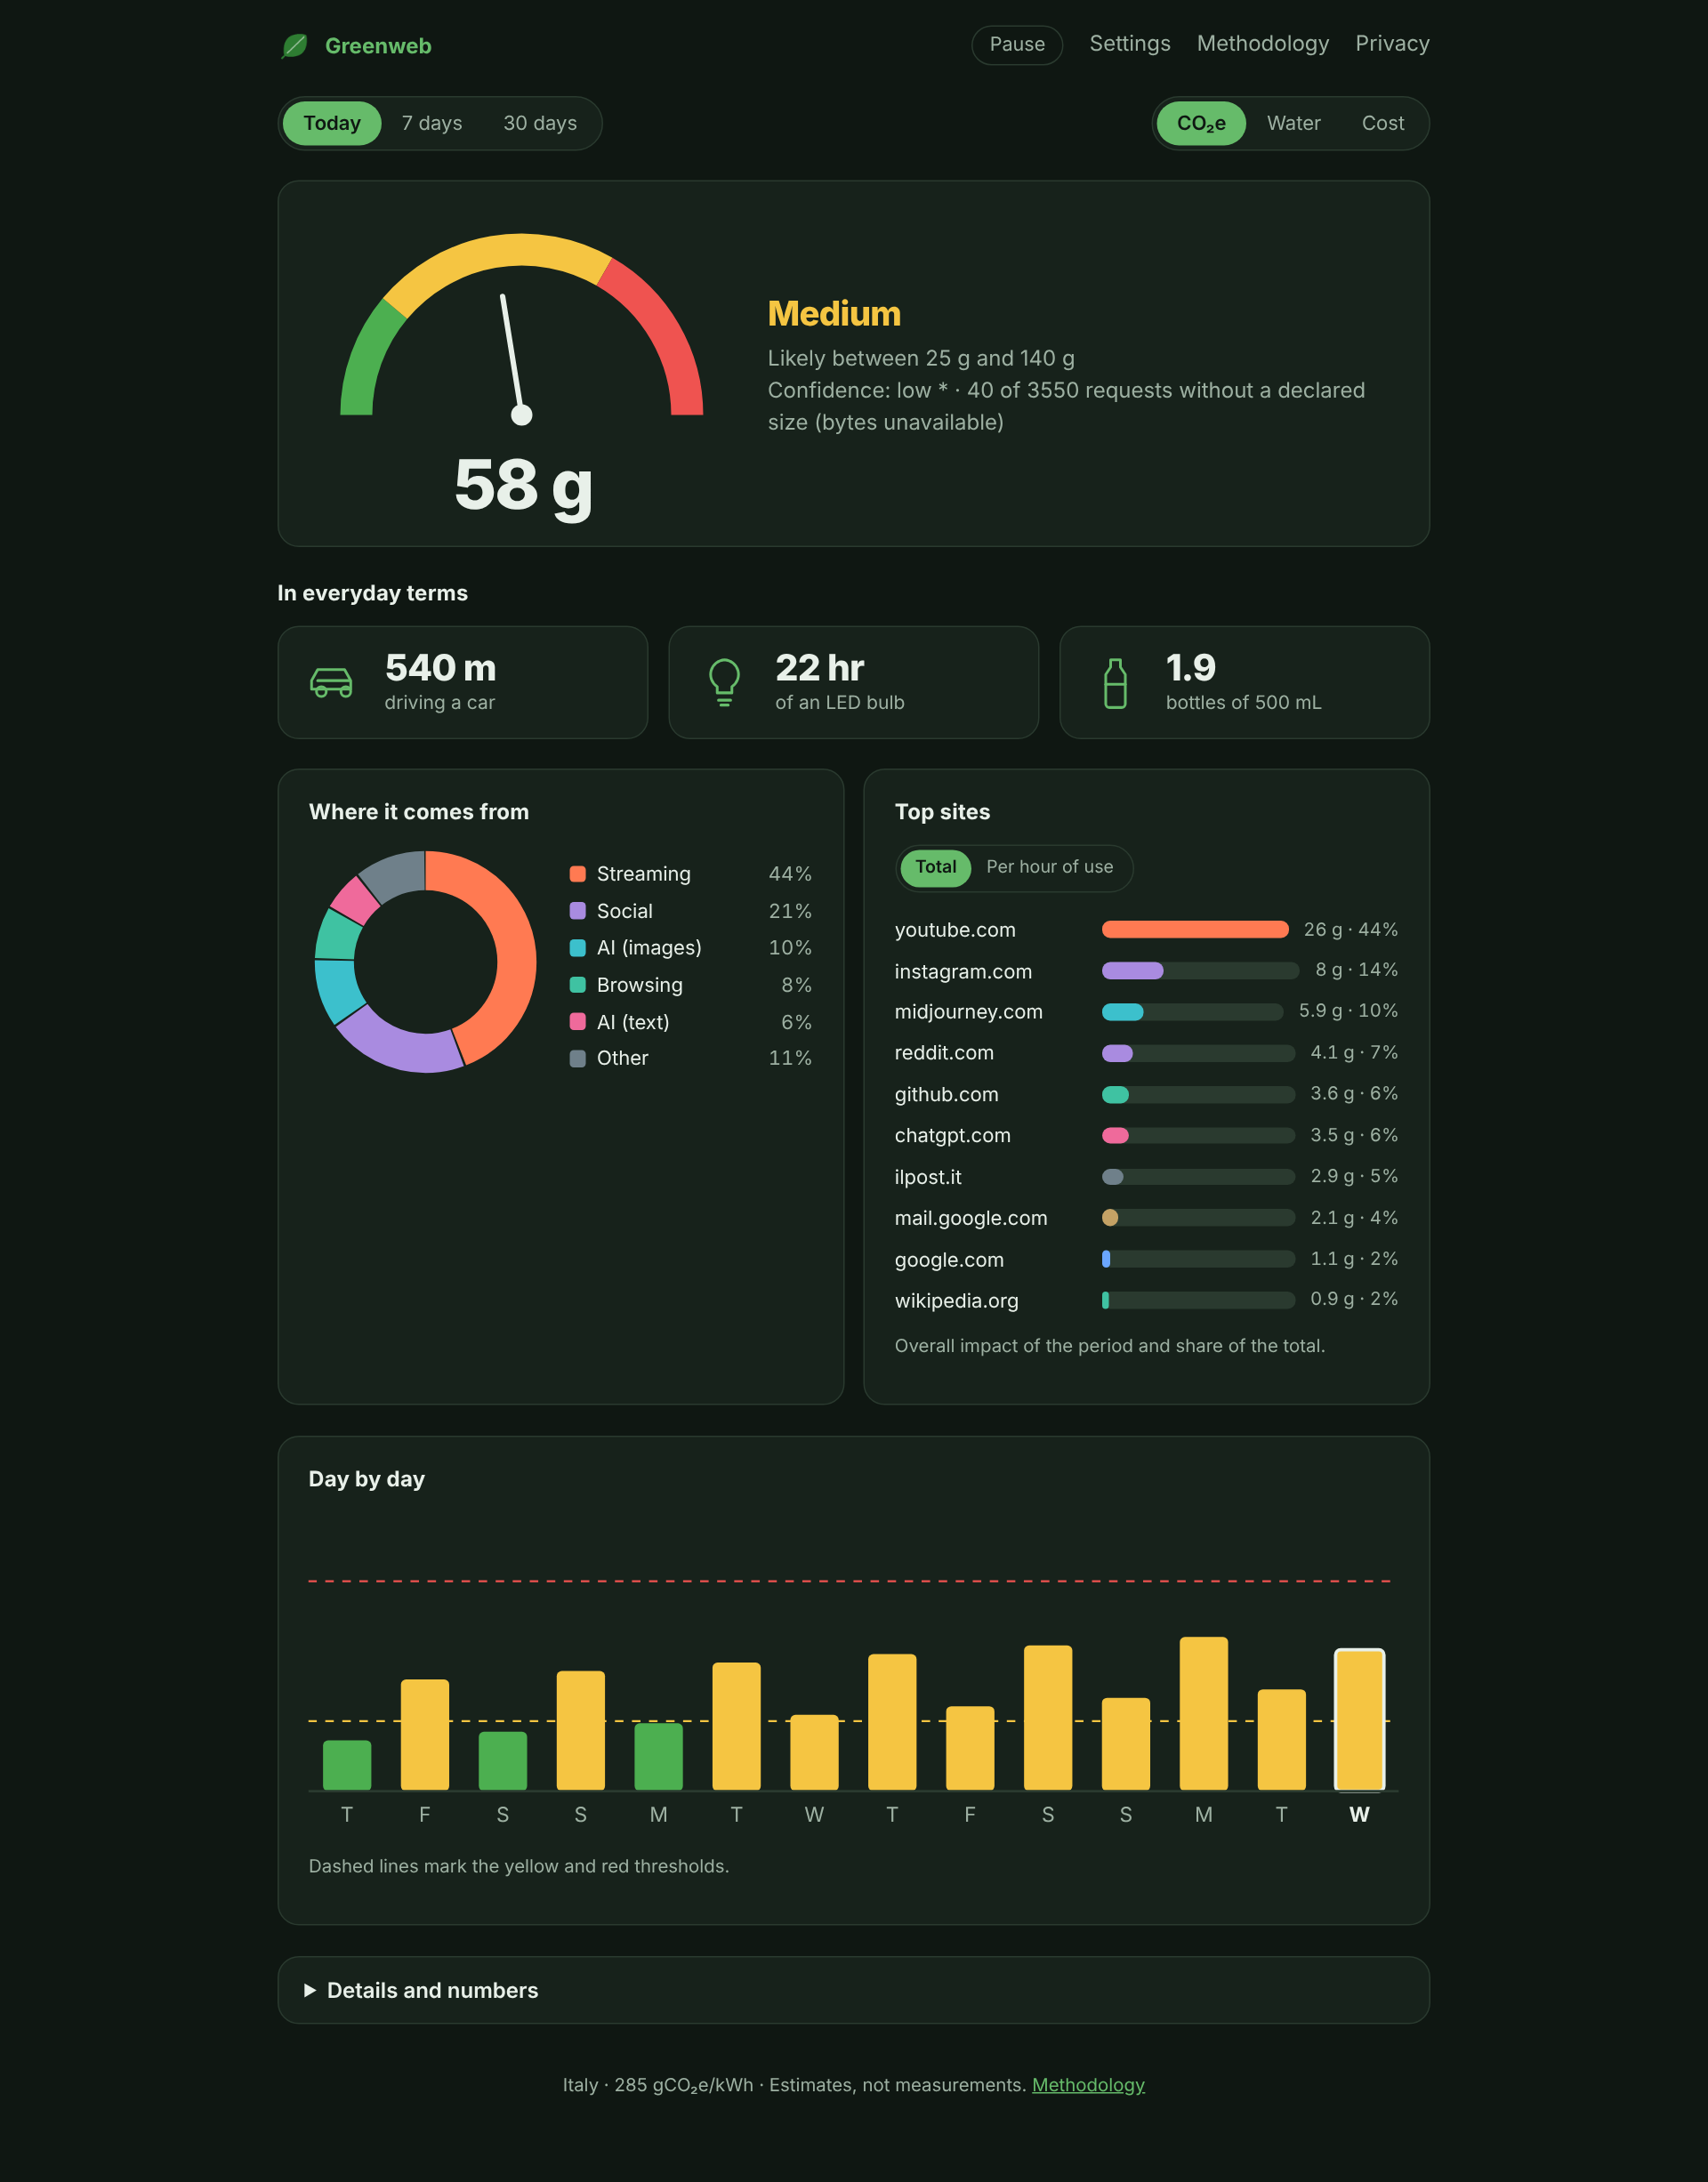 Greenweb
Pause Settings Methodology Privacy
Today 7 days 30 days
CO₂e Water Cost
Medium
Likely between 25 g and 140 g
Confidence: low * · 40 of 3550 requests without a declared
size (bytes unavailable)
58 g
In everyday terms
540 m
driving a car
22 hr
of an LED bulb
1.9
bottles of 500 mL
Where it comes from
Streaming 44%
Social 21%
AI (images) 10%
Browsing 8%
AI (text) 6%
Other 11%
Top sites
Total Per hour of use
youtube.com 26 g · 44%
instagram.com 8 g · 14%
midjourney.com 5.9 g · 10%
reddit.com 4.1 g · 7%
github.com 3.6 g · 6%
chatgpt.com 3.5 g · 6%
ilpost.it 2.9 g · 5%
mail.google.com 2.1 g · 4%
google.com 1.1 g · 2%
wikipedia.org 0.9 g · 2%
Overall impact of the period and share of the total.
Day by day
T F S S M T W T F S S M T W
Dashed lines mark the yellow and red thresholds.
Details and numbers
Italy · 285 gCO₂e/kWh · Estimates, not measurements. Methodology